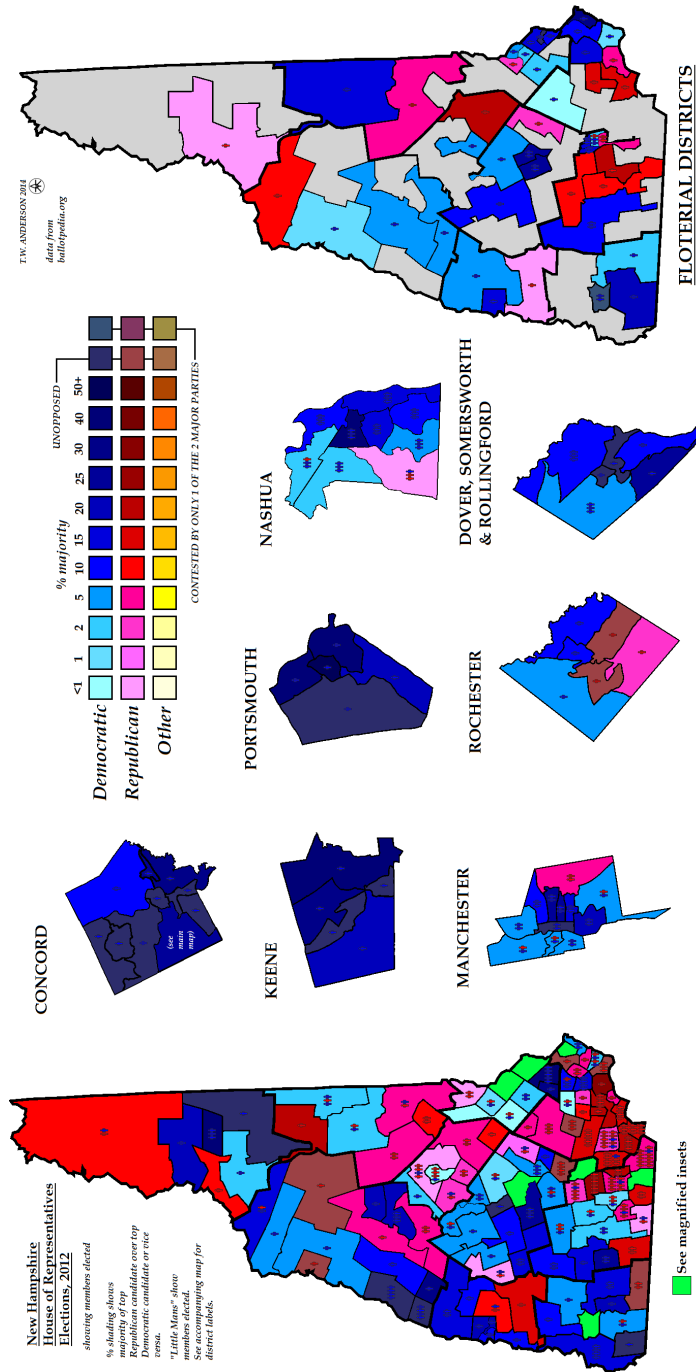 New Hampshire
House of Representatives
Elections, 2012
showing members elected
% shading shows
majority of top
Republican candidate over top
Democratic candidate or vice
versa.
"Little Mans" show
members elected.
See accompanying map for
district labels.
See magnified insets
CONCORD
(see
main
map)
KEENE
MANCHESTER
% majority
UNOPPOSED
<1
1
2
5
10
15
20
25
30
40
50+
Democratic
Republican
Other
CONTESTED BY ONLY 1 OF THE 2 MAJOR PARTIES
PORTSMOUTH
ROCHESTER
NASHUA
DOVER, SOMERSWORTH
& ROLLINGFORD
T.W. ANDERSON 2014
data from
ballotpedia.org
FLOTERIAL DISTRICTS